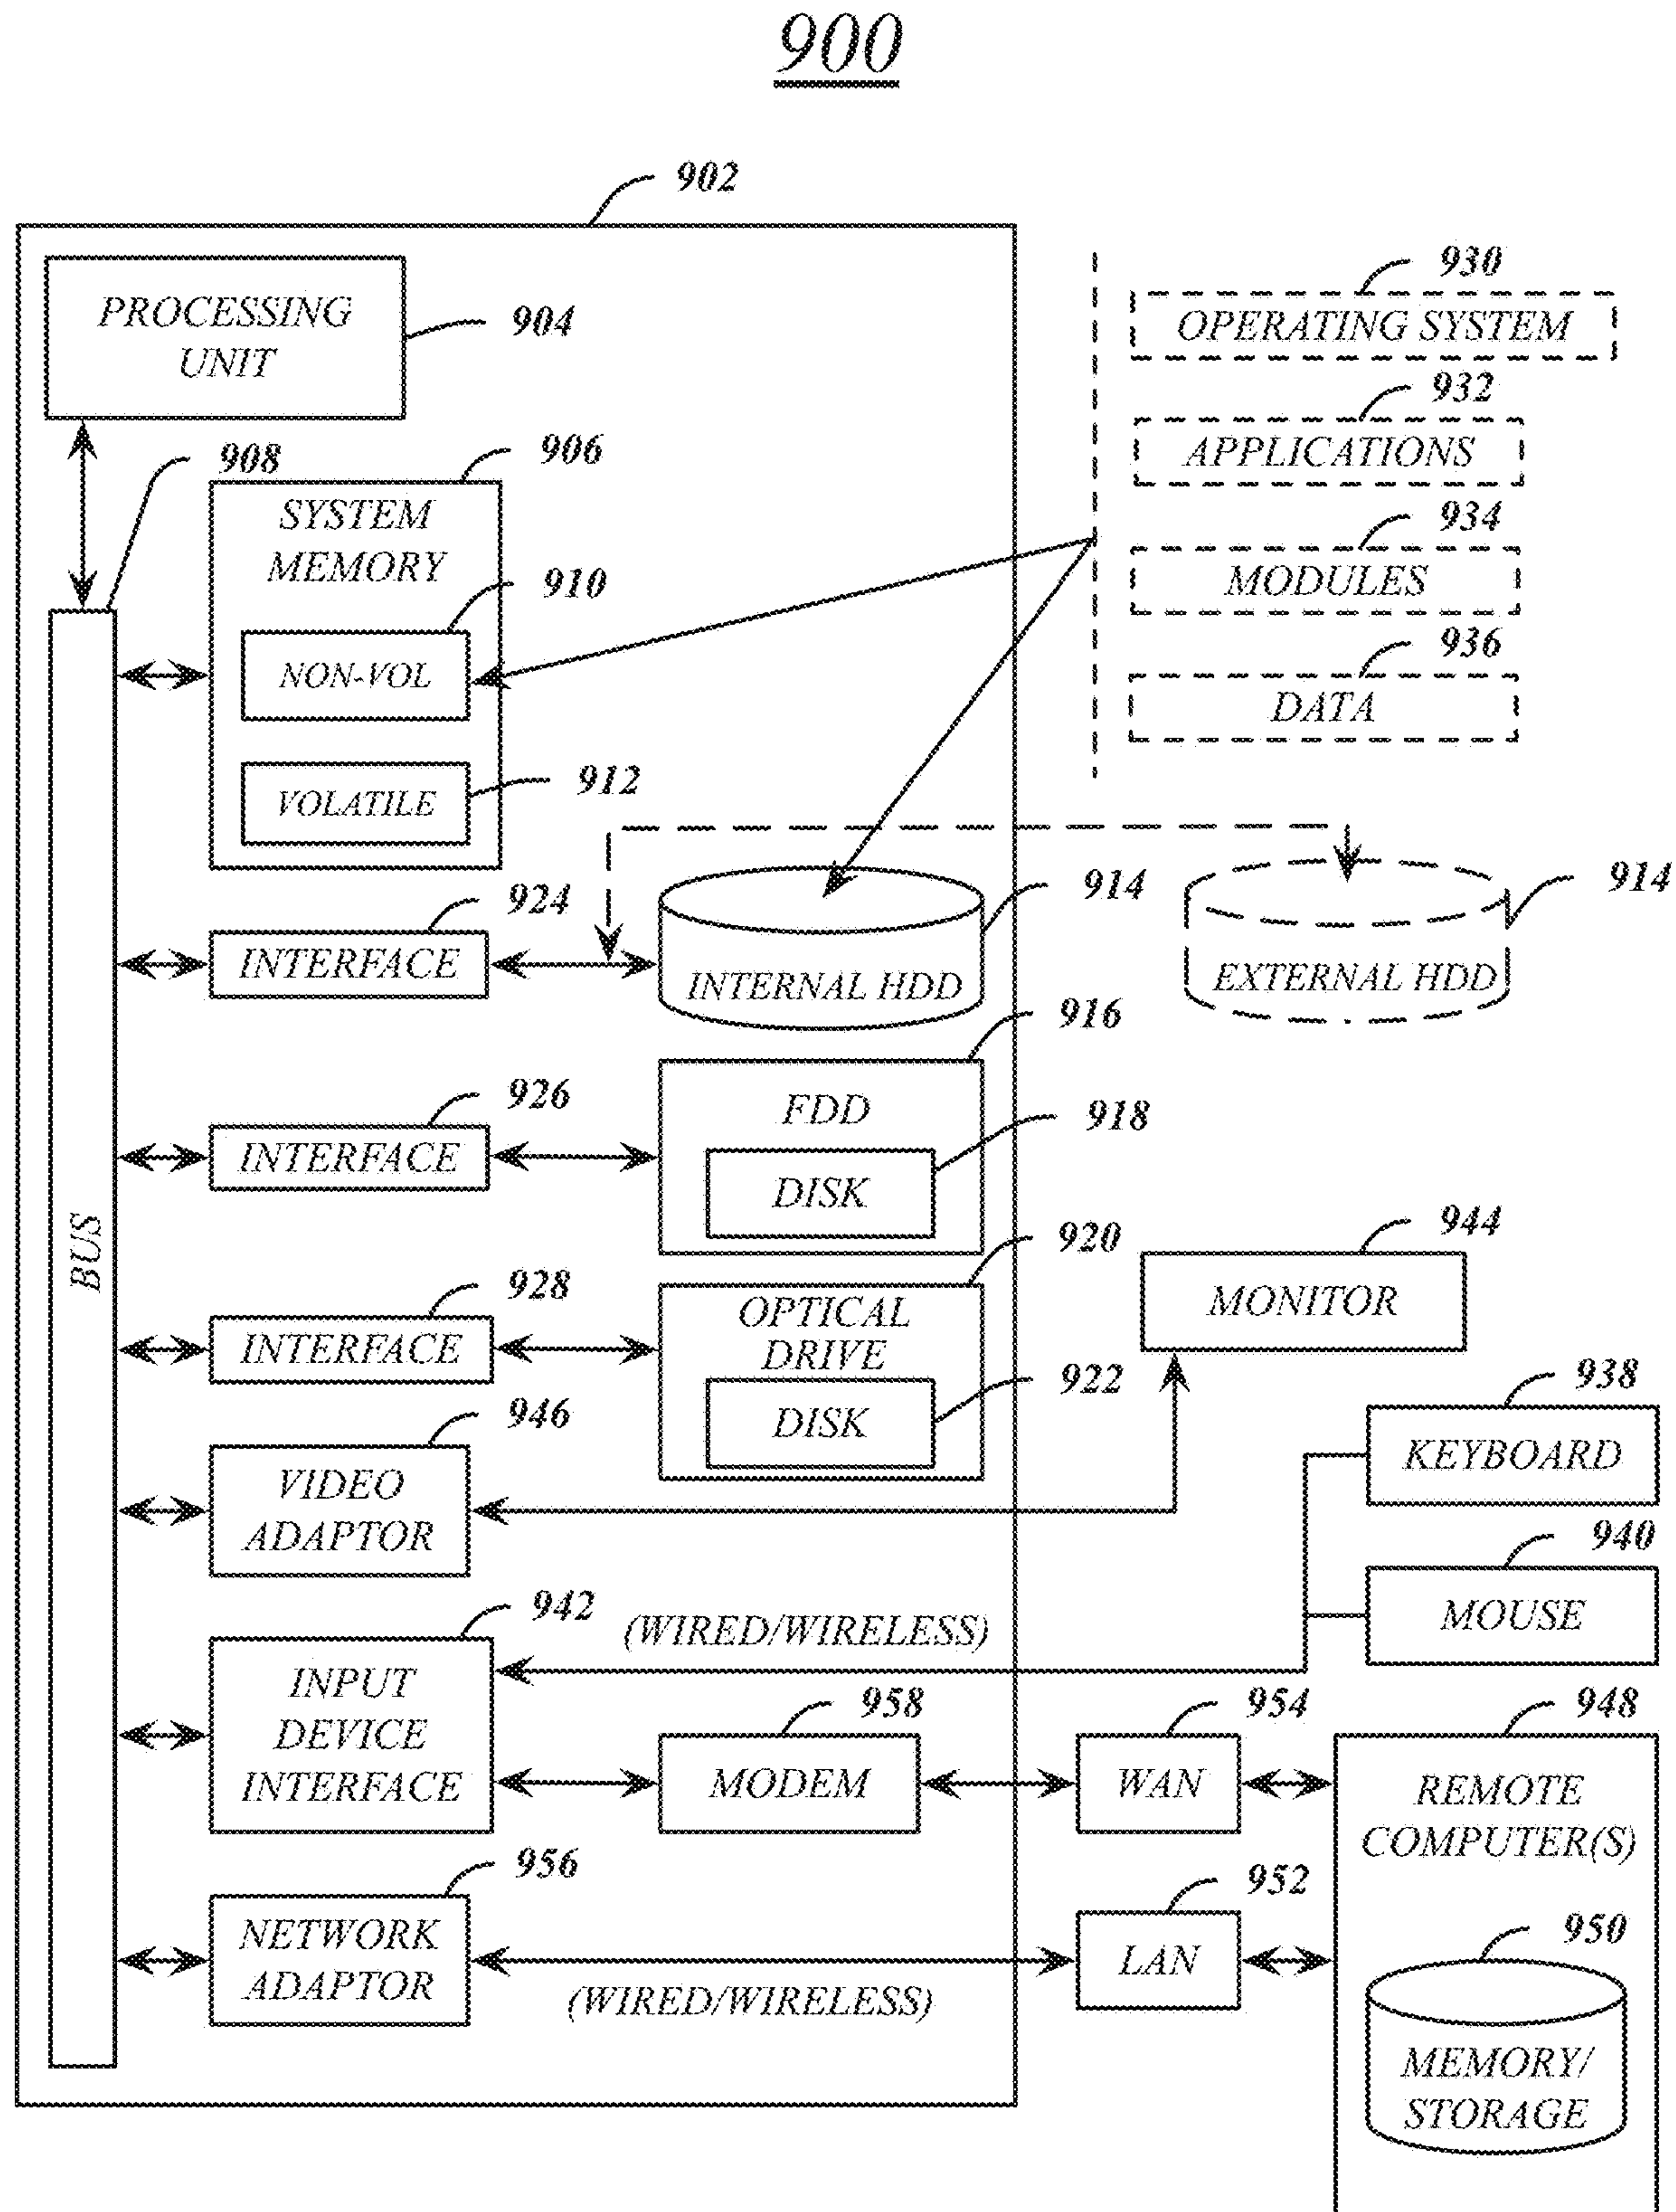 900
902
PROCESSING
UNIT
904
930
OPERATING SYSTEM
932
APPLICATIONS
934
MODULES
936
DATA
908
906
SYSTEM
MEMORY
910
NON-VOL
912
VOLATILE
924
INTERFACE
914
INTERNAL HDD
914
EXTERNAL HDD
916
FDD
918
DISK
926
INTERFACE
BUS
920
OPTICAL
DRIVE
922
DISK
928
INTERFACE
944
MONITOR
946
VIDEO
ADAPTOR
938
KEYBOARD
940
MOUSE
942
INPUT
DEVICE
INTERFACE
(WIRED/WIRELESS)
958
MODEM
954
WAN
948
REMOTE
COMPUTER(S)
956
NETWORK
ADAPTOR
(WIRED/WIRELESS)
952
LAN
950
MEMORY/
STORAGE